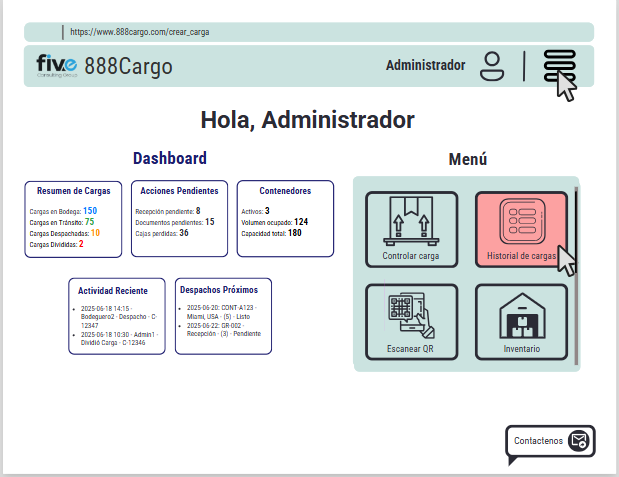 https://www.888cargo.com/crear_carga
five
Consulting Group
888Cargo
Administrador
Hola, Administrador
Dashboard
Menú
Resumen de Cargas
Cargas en Bodega: 150
Cargas en Tránsito: 75
Cargas Despachadas: 10
Cargas Divididas: 2
Acciones Pendientes
Recepción pendiente: 8
Documentos pendientes: 15
Cajas perdidas: 36
Contenedores
Activos: 3
Volumen ocupado: 124
Capacidad total: 180
Controlar carga
Historial de cargas
Actividad Reciente
2025-06-18 14:15 -
Bodeguero2 - Despacho - C-
12347
2025-06-18 10:30 - Admin1 -
Dividió Carga - C-12346
Despachos Próximos
2025-06-20: CONT-A123 -
Miami, USA - (5) - Listo
2025-06-22: GR-002 -
Recepción - (3) - Pendiente
Escanear QR
Inventario
Contactenos